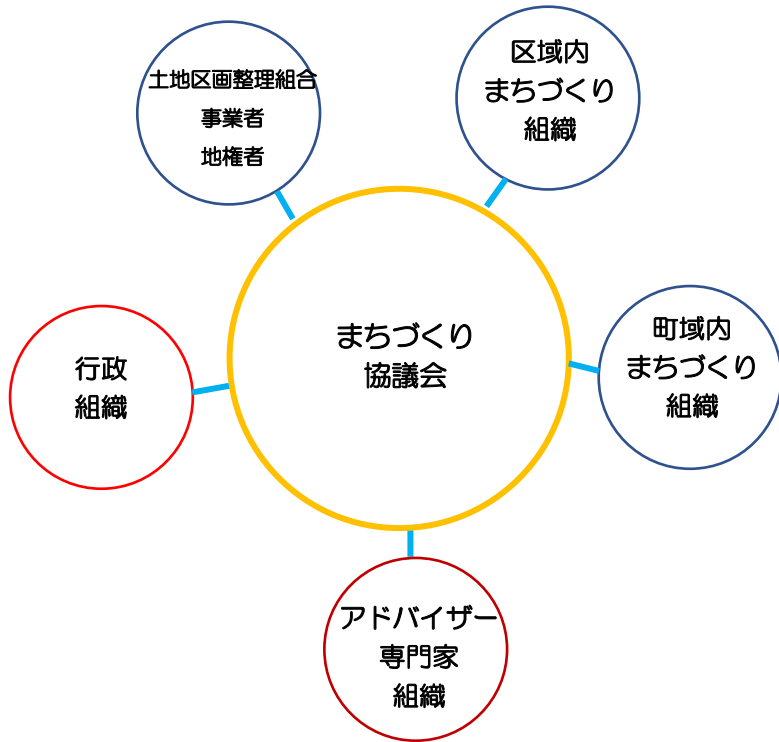 土地区画整理組合
事業者
地権者
区域内
まちづくり
組織
まちづくり
協議会
町域内
まちづくり
組織
行政
組織
アドバイザー
専門家
組織